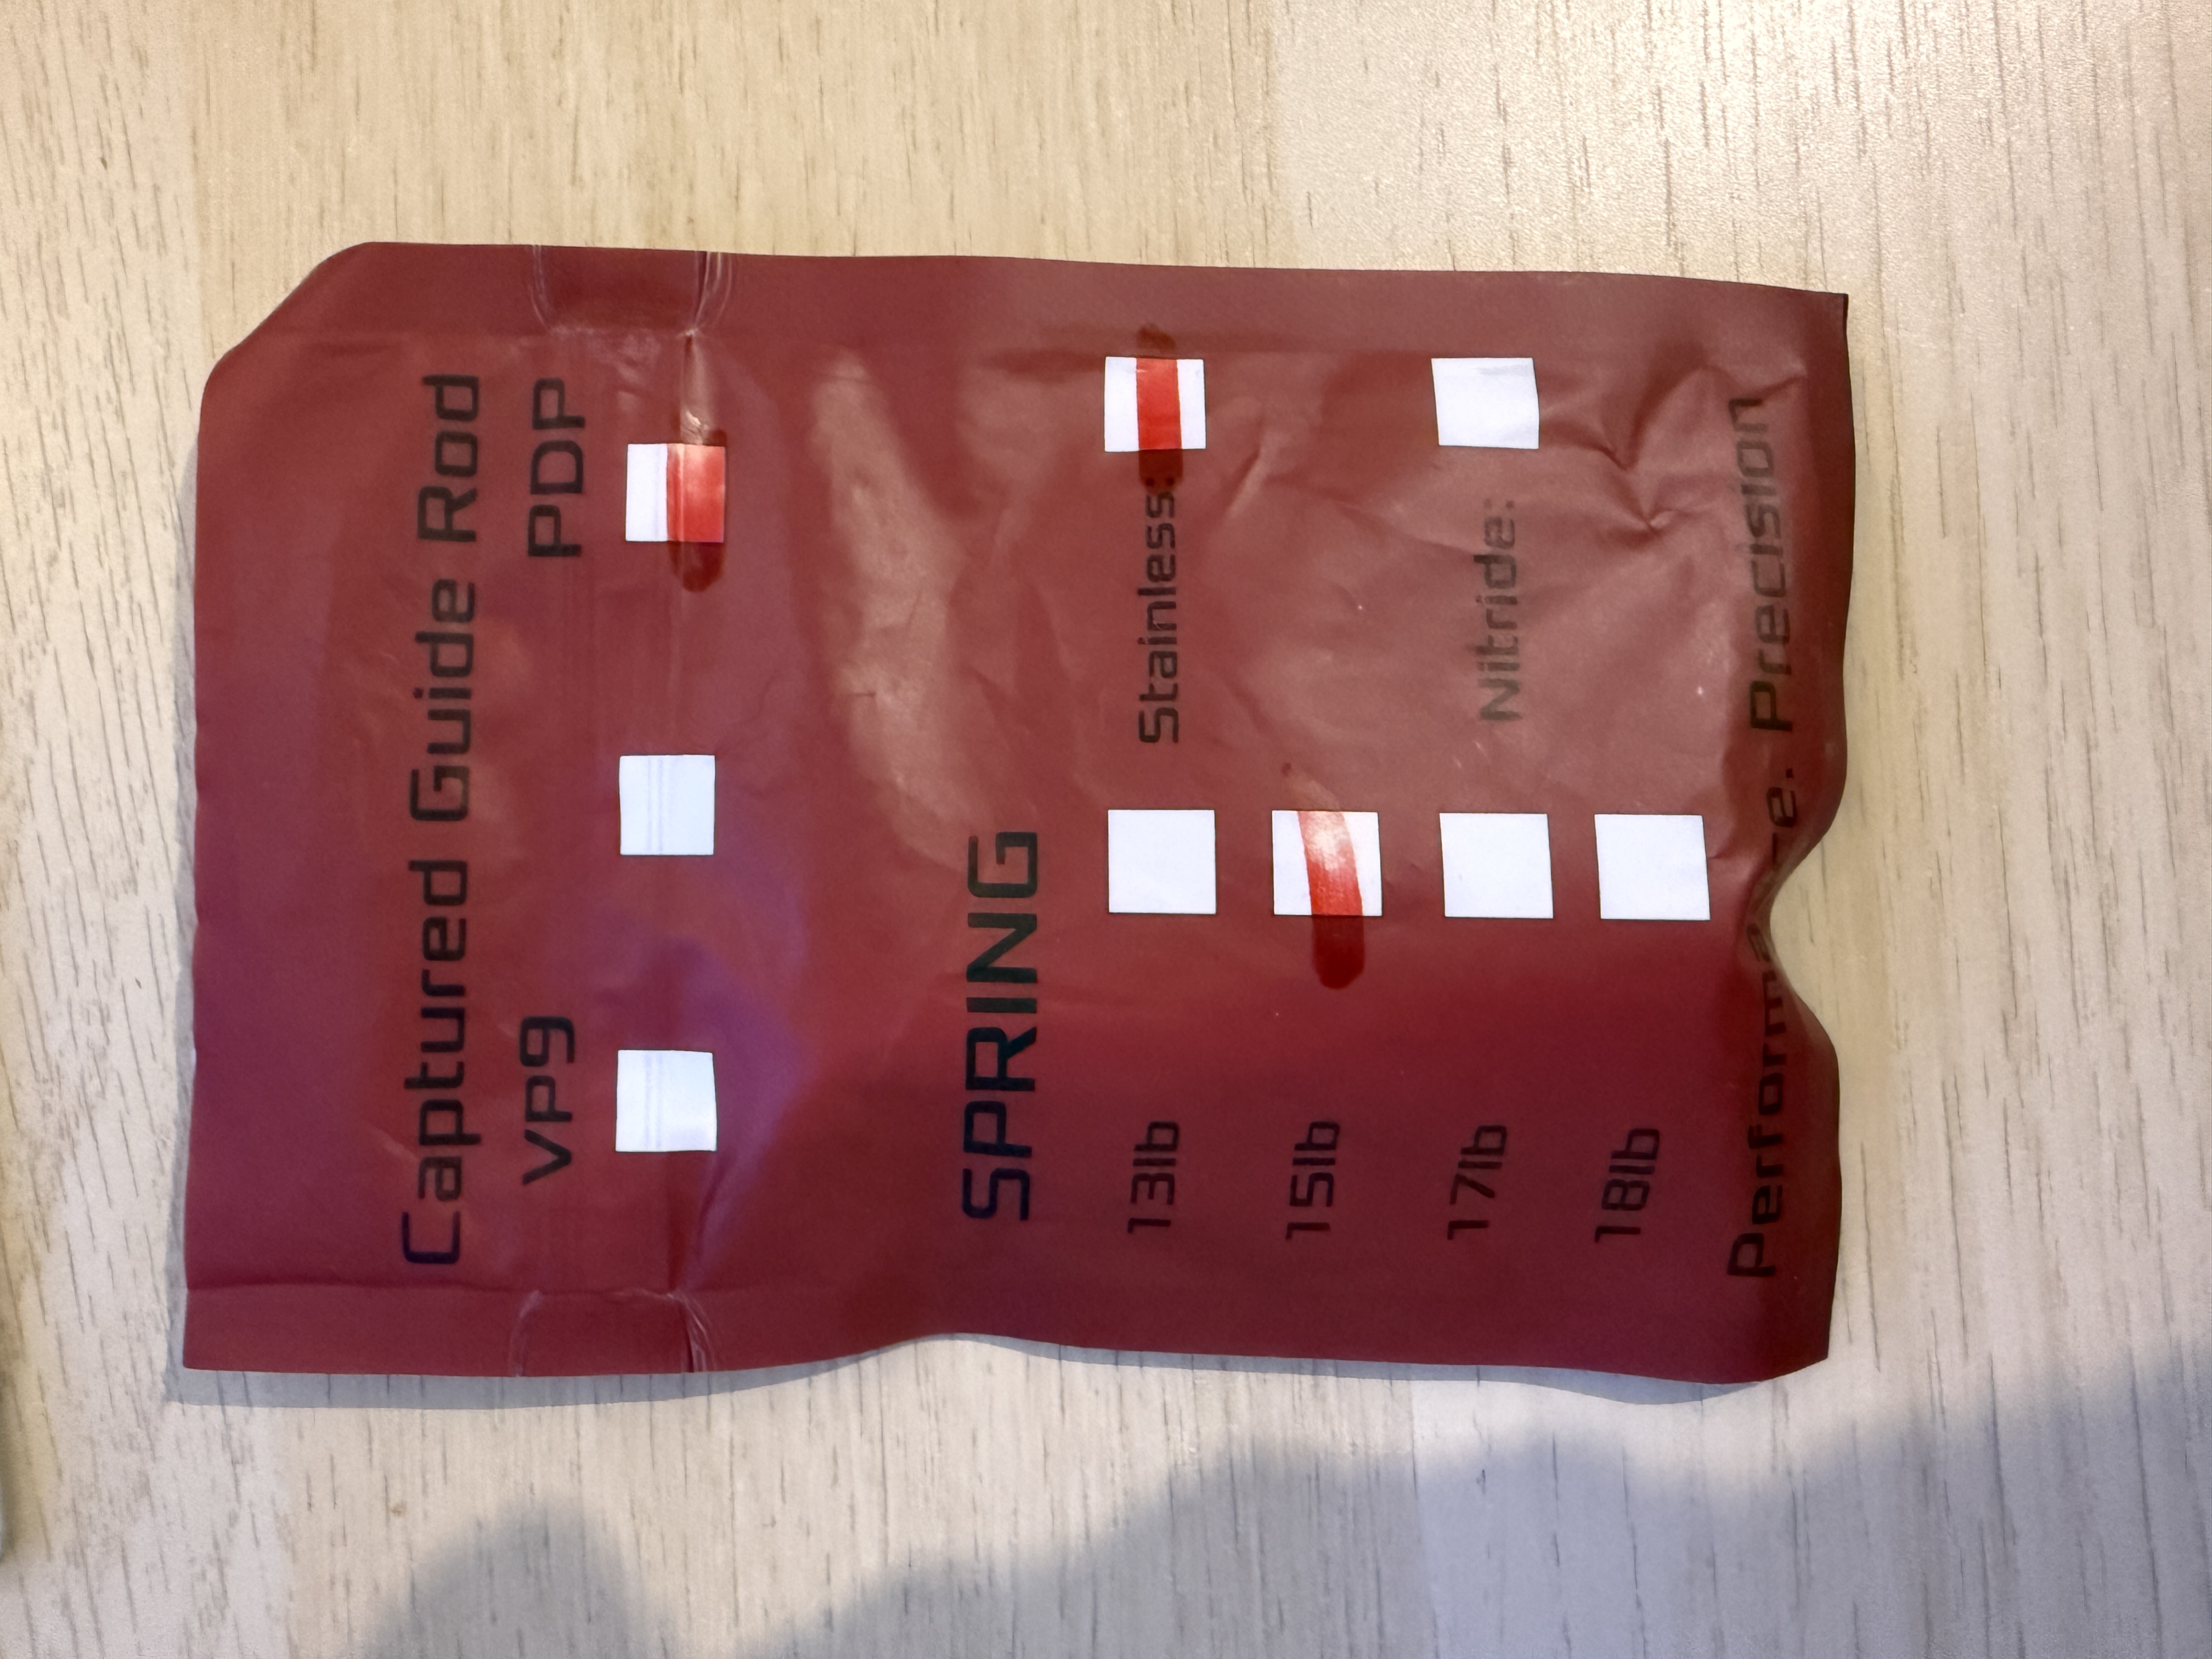 Captured Guide Rod
VP9 PDP
SPRING
13lb Stainless:
15lb
17lb Nitride:
18lb
Precision